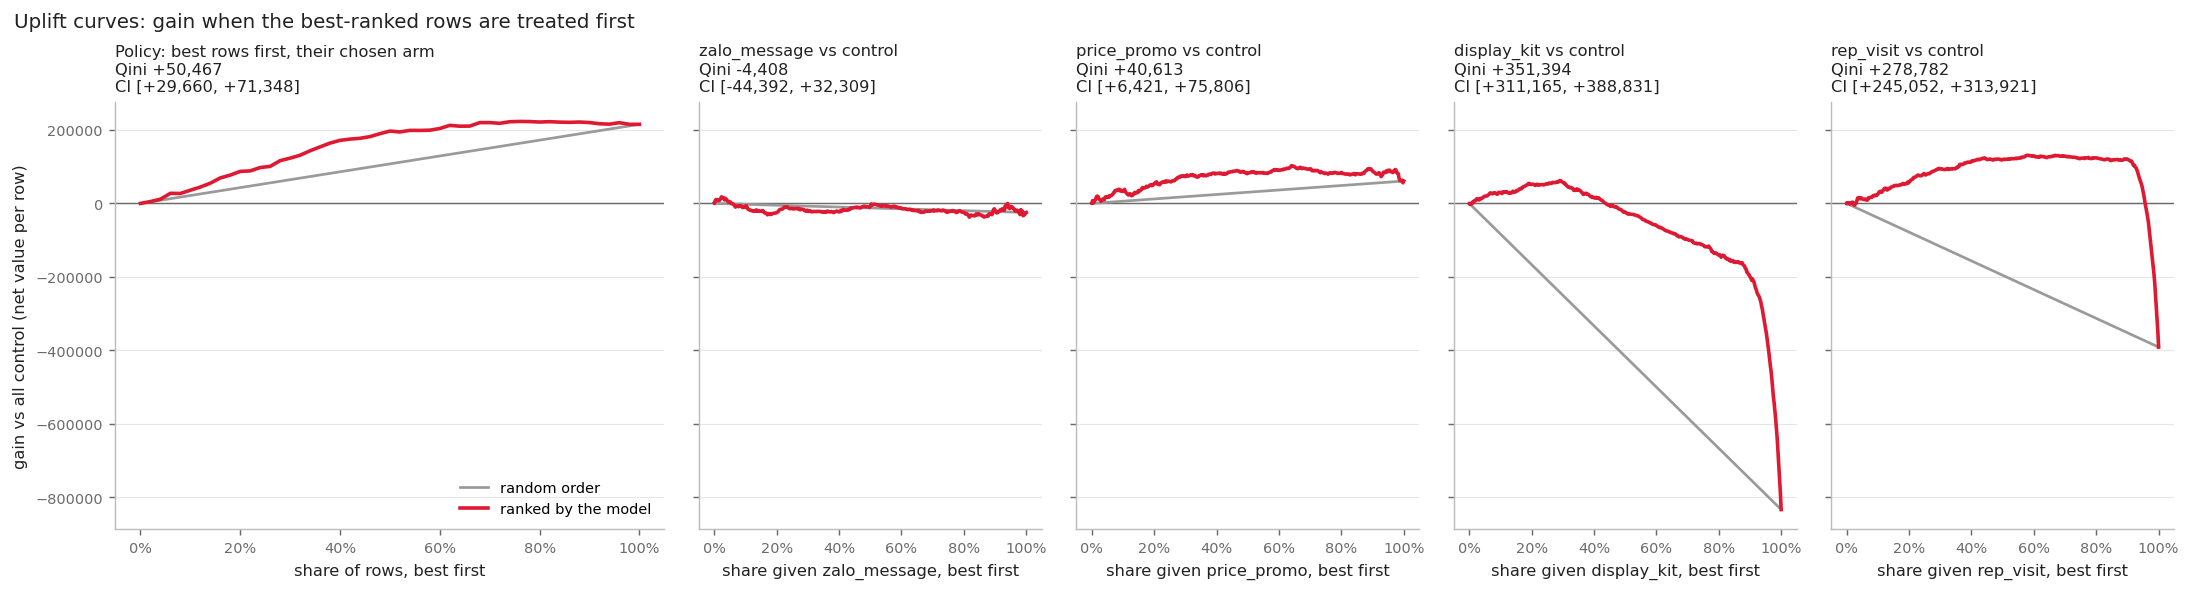 Uplift curves: gain when the best-ranked rows are treated first
Policy: best rows first, their chosen arm
Qini +50,467
CI [+29,660, +71,348]
zalo_message vs control
Qini -4,408
CI [-44,392, +32,309]
price_promo vs control
Qini +40,613
CI [+6,421, +75,806]
display_kit vs control
Qini +351,394
CI [+311,165, +388,831]
rep_visit vs control
Qini +278,782
CI [+245,052, +313,921]
gain vs all control (net value per row)
200000
0
−200000
−400000
−600000
−800000
random order
ranked by the model
0% 20% 40% 60% 80% 100%
share of rows, best first
0% 20% 40% 60% 80% 100%
share given zalo_message, best first
0% 20% 40% 60% 80% 100%
share given price_promo, best first
0% 20% 40% 60% 80% 100%
share given display_kit, best first
0% 20% 40% 60% 80% 100%
share given rep_visit, best first